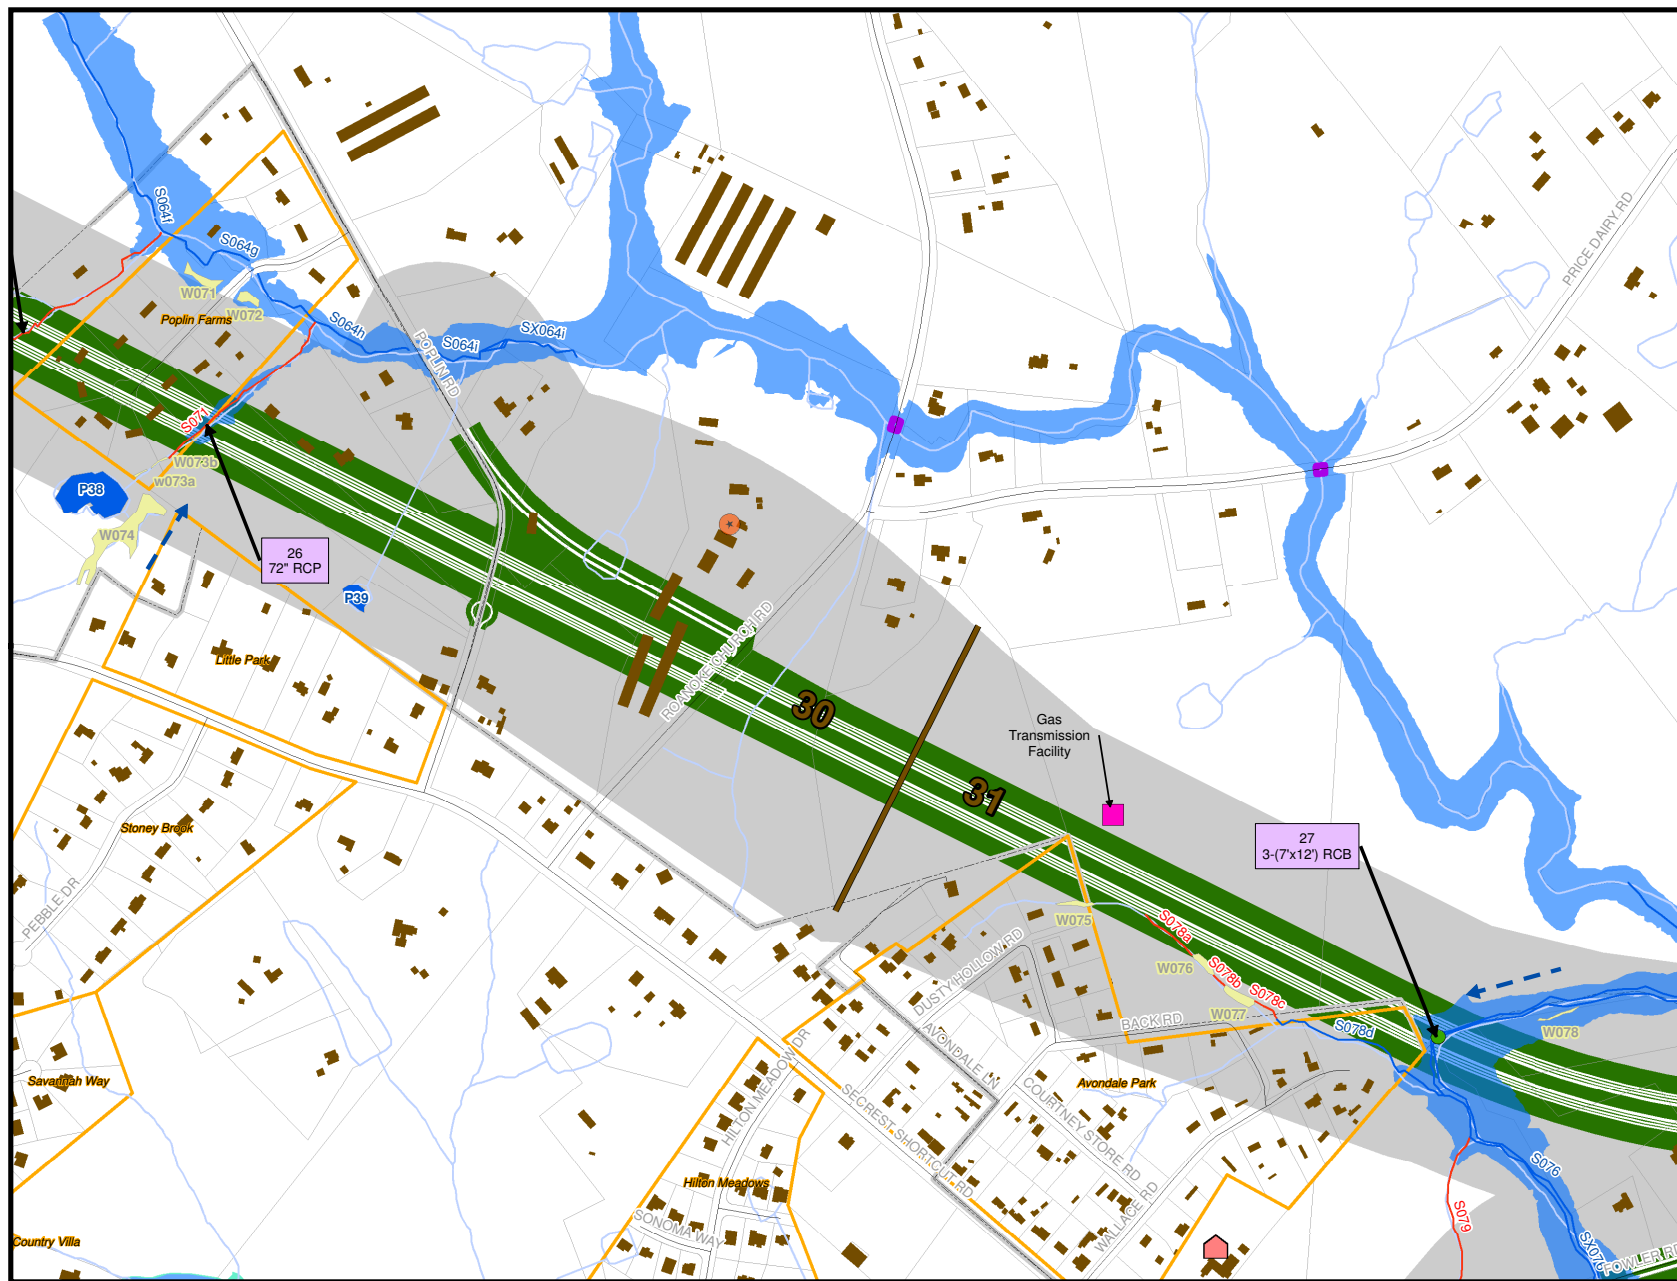 S064f
S064g
W071
W072
Poplin Farms
S064h
SX064i
S064i
POPLIN RD
PRICE DAIRY RD
S071
W073b
w073a
P38
W074
26
72" RCP
P39
Little Park
ROANOKE CHURCH RD
30
31
Gas
Transmission
Facility
27
3-(7'x12') RCB
Stoney Brook
PEBBLE DR
W075
S078a
W076
S078b
S078c
W077
DUSTY HOLLOW RD
BACK RD
S078d
W078
AVONDALE LN
Savannah Way
Avondale Park
HILTON MEADOW DR
SECREST SHORTCUT RD
COURTNEY STORE RD
WALLACE RD
Hilton Meadows
SONOMA WAY
S076
S079
Country Villa
FOWLER RD